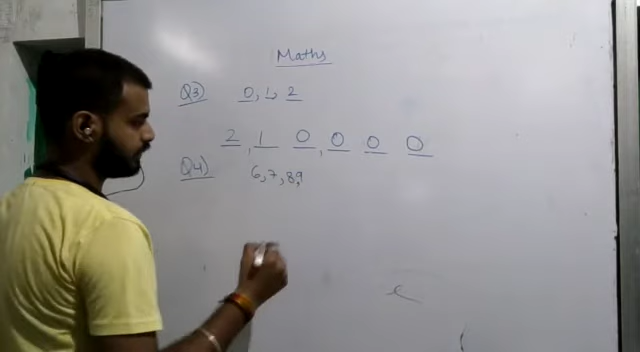 Maths
Q3) 0, 1, 2
2, 1 0 0, 0 0
Q4) 6, 7, 8, 9